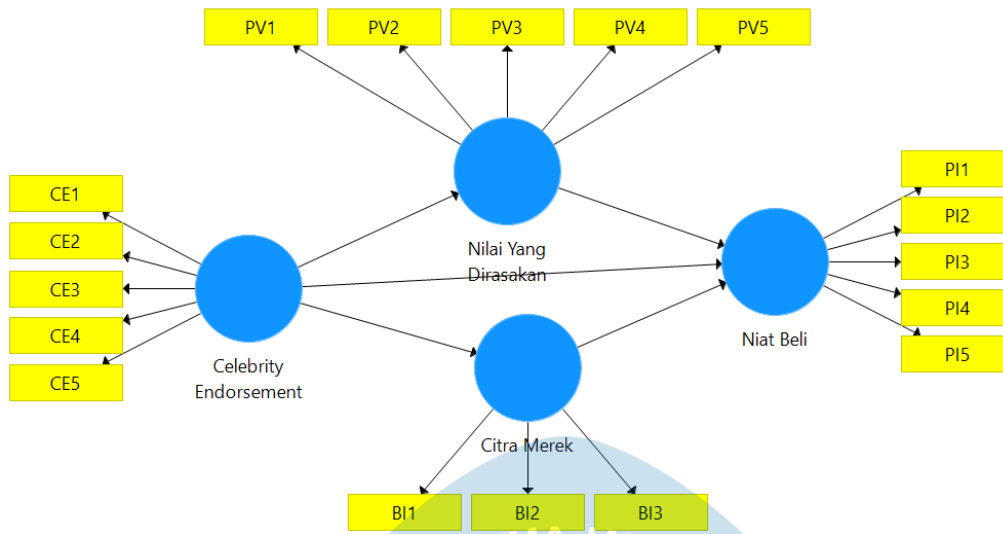 PV1 PV2 PV3 PV4 PV5
CE1
CE2
CE3
CE4
CE5
Celebrity
Endorsement
Nilai Yang
Dirasakan
Citra Merek
Niat Beli
PI1
PI2
PI3
PI4
PI5
BI1 BI2 BI3